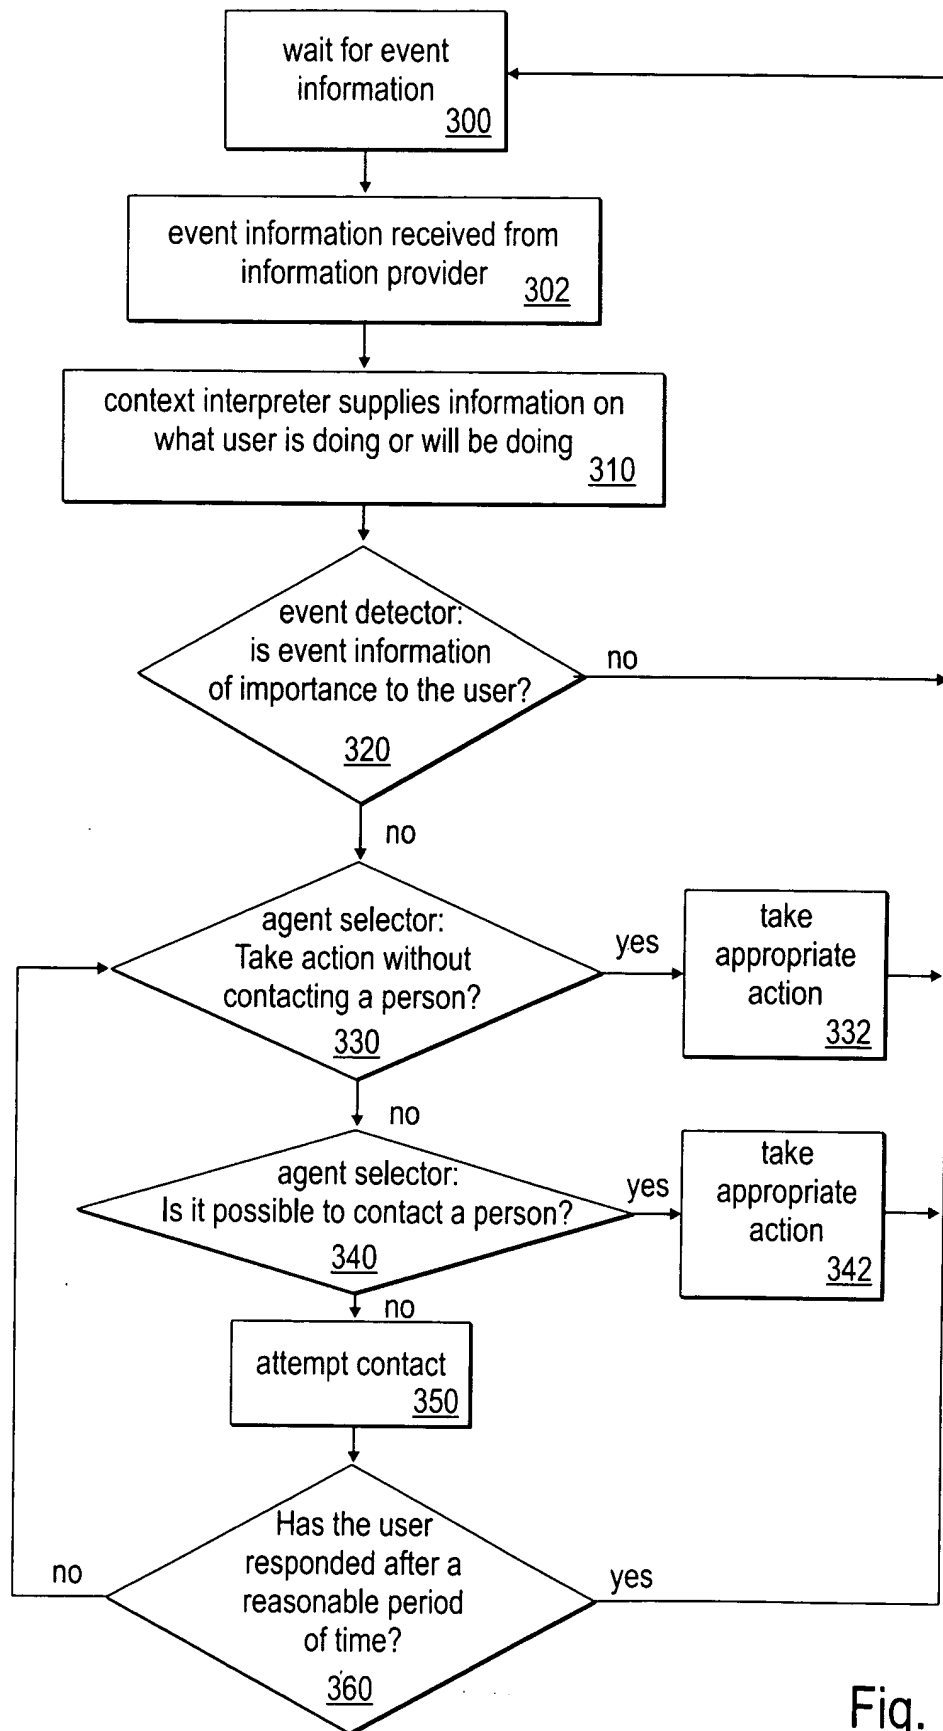 wait for event
information
300
event information received from
information provider
302
context interpreter supplies information on
what user is doing or will be doing
310
event detector:
is event information
of importance to the user?
320
no
no
agent selector:
Take action without
contacting a person?
330
yes
take
appropriate
action
332
no
agent selector:
Is it possible to contact a person?
340
yes
take
appropriate
action
342
no
attempt contact
350
Has the user
responded after a
reasonable period
of time?
360
no
yes
Fig.